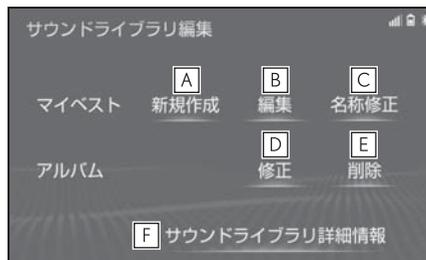 サウンドライブラリ編集
A B C
マイベスト 新規作成 編集 名称修正
D E
アルバム 修正 削除
F サウンドライブラリ詳細情報